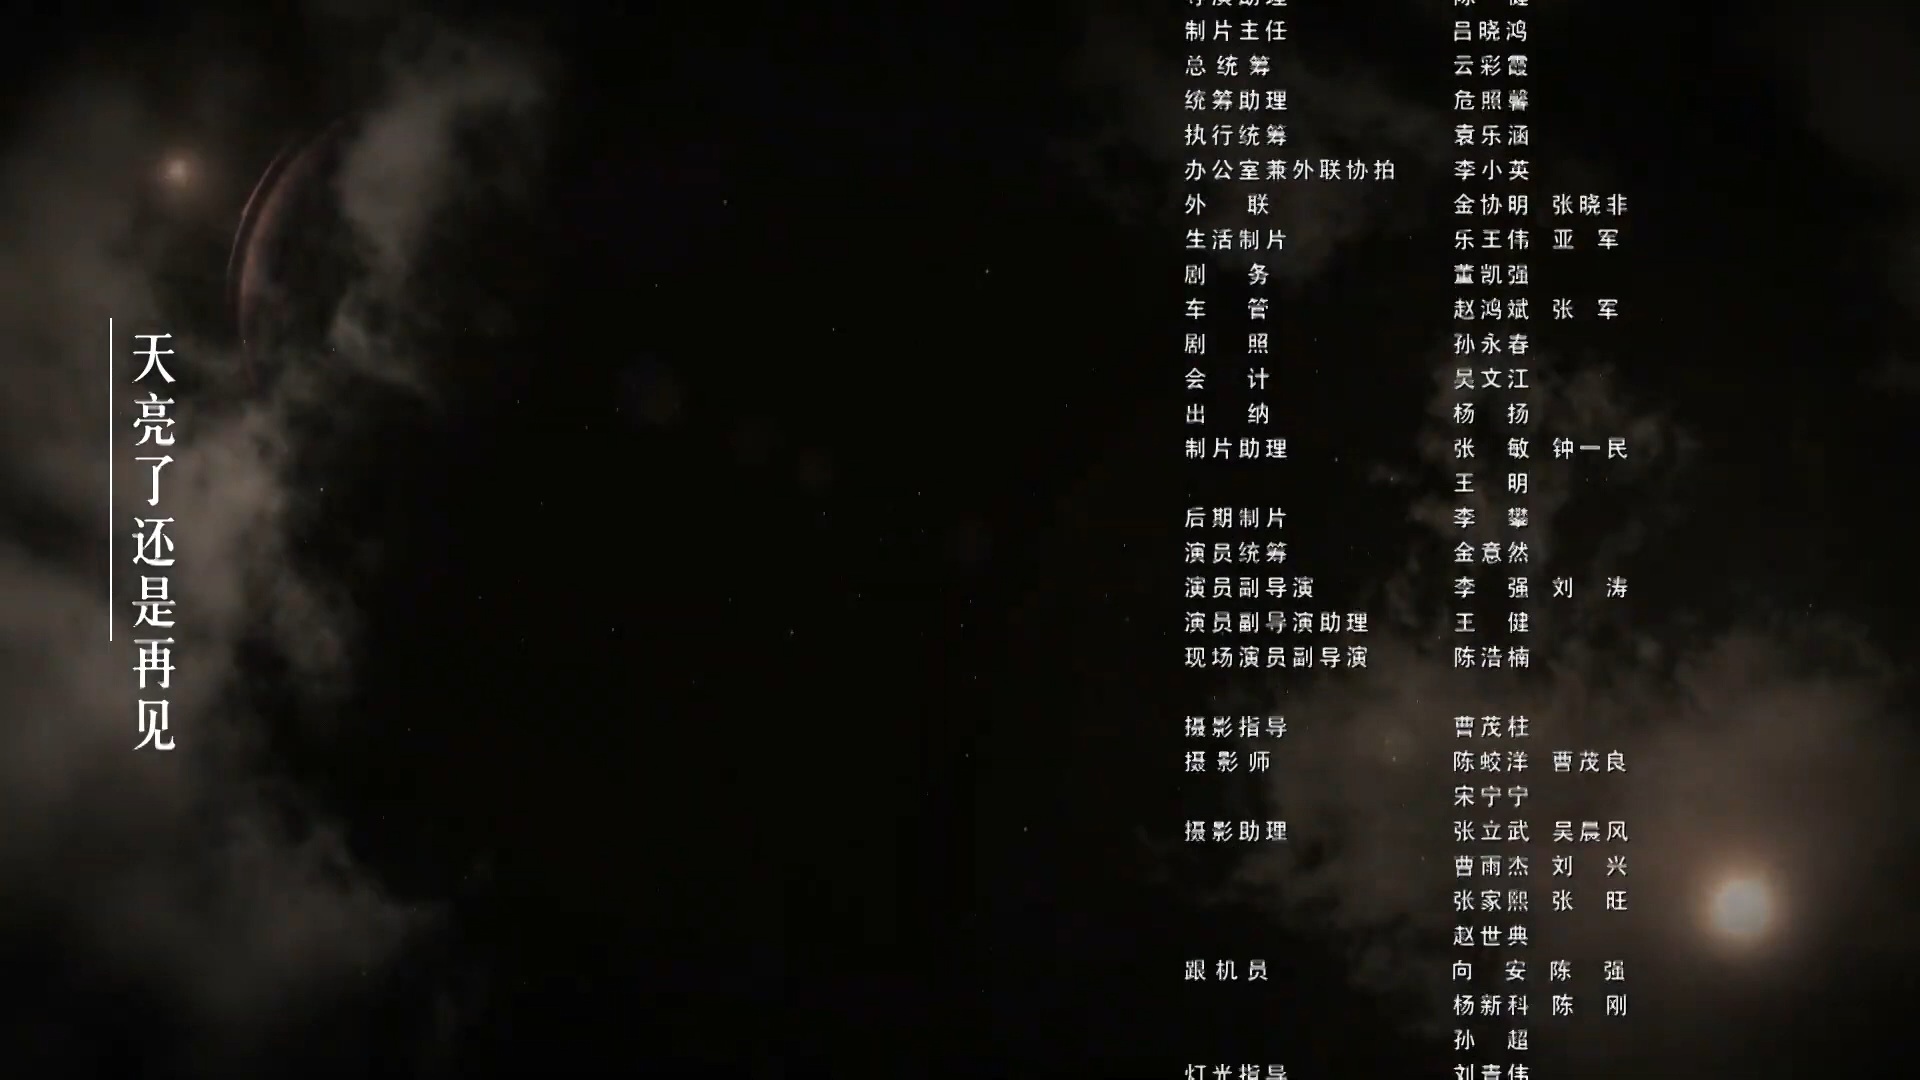 天亮了还是再见
制片主任 吕晓鸿
总统筹 云彩霞
统筹助理 危照馨
执行统筹 袁乐涵
办公室兼外联协拍 李小英
外联 金协明 张晓非
生活制片 乐王伟 亚军
剧务 董凯强
车管 赵鸿斌 张军
剧照 孙永春
会计 吴文江
出纳 杨扬
制片助理 张敏 钟一民
王明
后期制片 李攀
演员统筹 金意然
演员副导演 李强 刘涛
演员副导演助理 王健
现场演员副导演 陈浩楠
摄影指导 曹茂柱
摄影师 陈蛟洋 曹茂良
宋宁宁
摄影助理 张立武 吴晨风
曹雨杰 刘兴
张家熙 张旺
赵世典
跟机员 向安 陈强
杨新科 陈刚
孙超
灯光指导 刘青伟